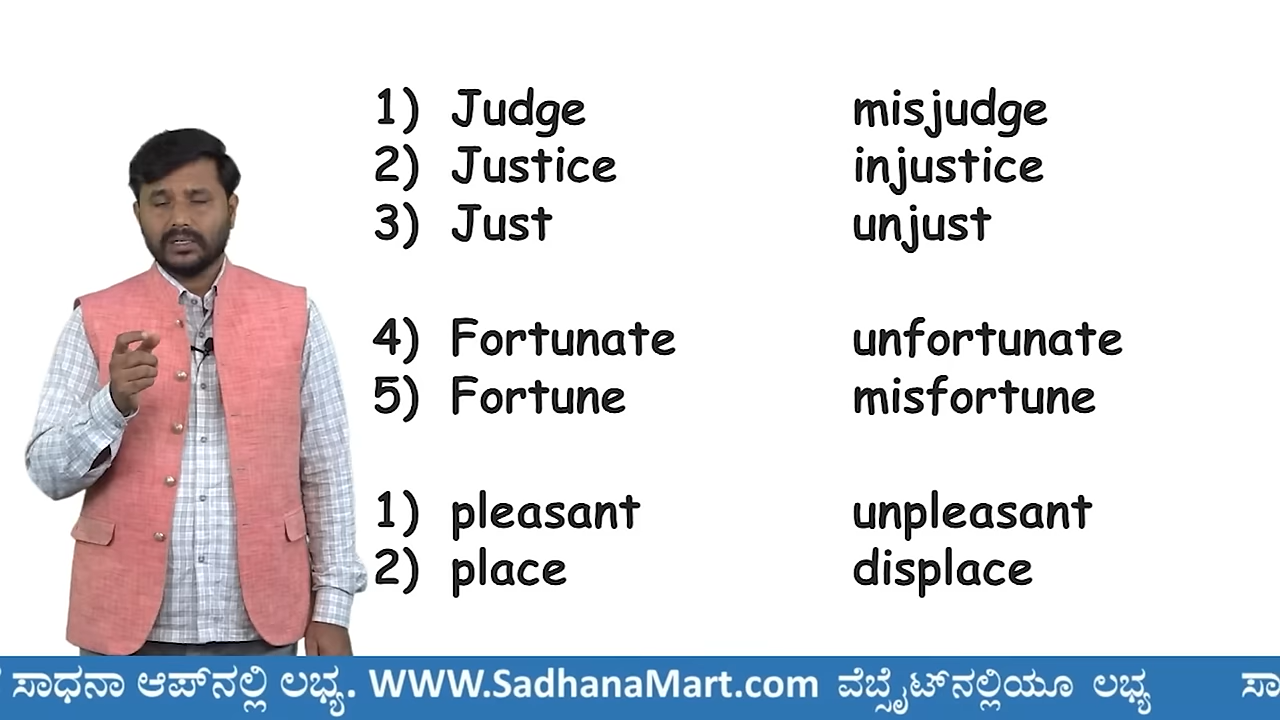 1) Judge misjudge
2) Justice injustice
3) Just unjust
4) Fortunate unfortunate
5) Fortune misfortune
1) pleasant unpleasant
2) place displace
ಸಾಧನಾ ಆಪ್‌ನಲ್ಲಿ ಲಭ್ಯ. WWW.SadhanaMart.com ವೆಬ್ಸೈಟ್‌ನಲ್ಲಿಯೂ ಲಭ್ಯ